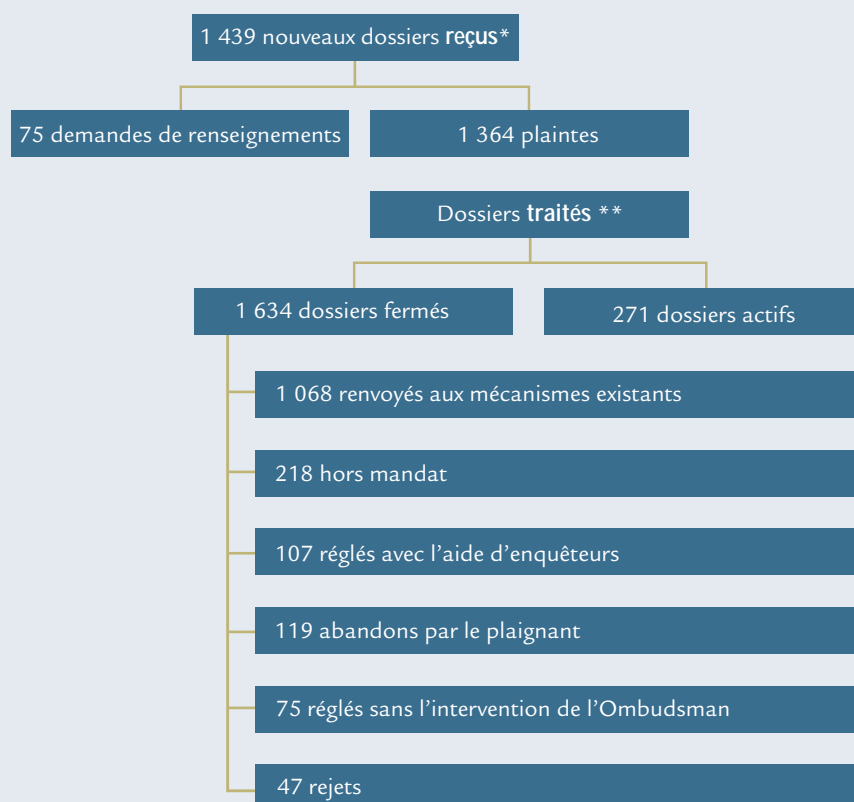 1 439 nouveaux dossiers reçus*
75 demandes de renseignements
1 364 plaintes
Dossiers traités **
1 634 dossiers fermés
271 dossiers actifs
1 068 renvoyés aux mécanismes existants
218 hors mandat
107 réglés avec l’aide d’enquêteurs
119 abandons par le plaignant
75 réglés sans l’intervention de l’Ombudsman
47 rejets